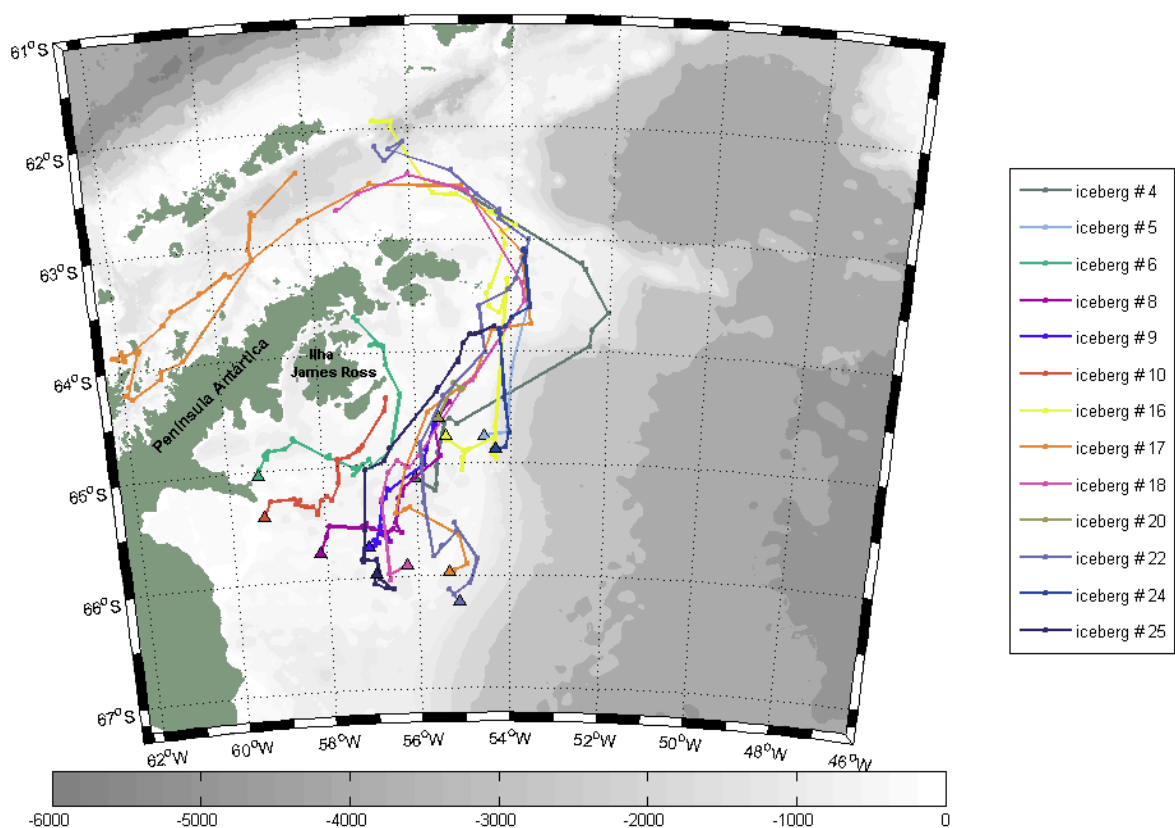 61°S
62°S
63°S
64°S
65°S
66°S
67°S
Península Antártica
Ilha
James Ross
62°W
60°W
58°W
56°W
54°W
52°W
50°W
48°W
46°W
iceberg # 4
iceberg # 5
iceberg # 6
iceberg # 8
iceberg # 9
iceberg # 10
iceberg # 16
iceberg # 17
iceberg # 18
iceberg # 20
iceberg # 22
iceberg # 24
iceberg # 25
-6000
-5000
-4000
-3000
-2000
-1000
0